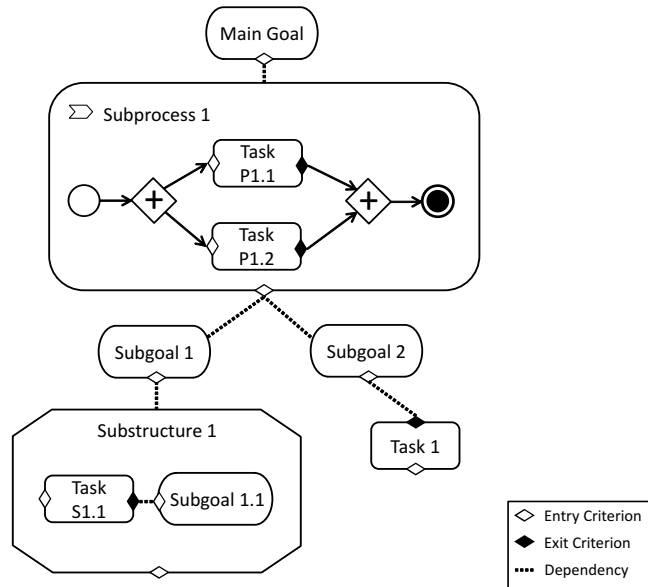 Main Goal
Subprocess 1
Task
P1.1
Task
P1.2
Subgoal 1
Subgoal 2
Substructure 1
Task 1
Task
S1.1
Subgoal 1.1
Entry Criterion
Exit Criterion
Dependency